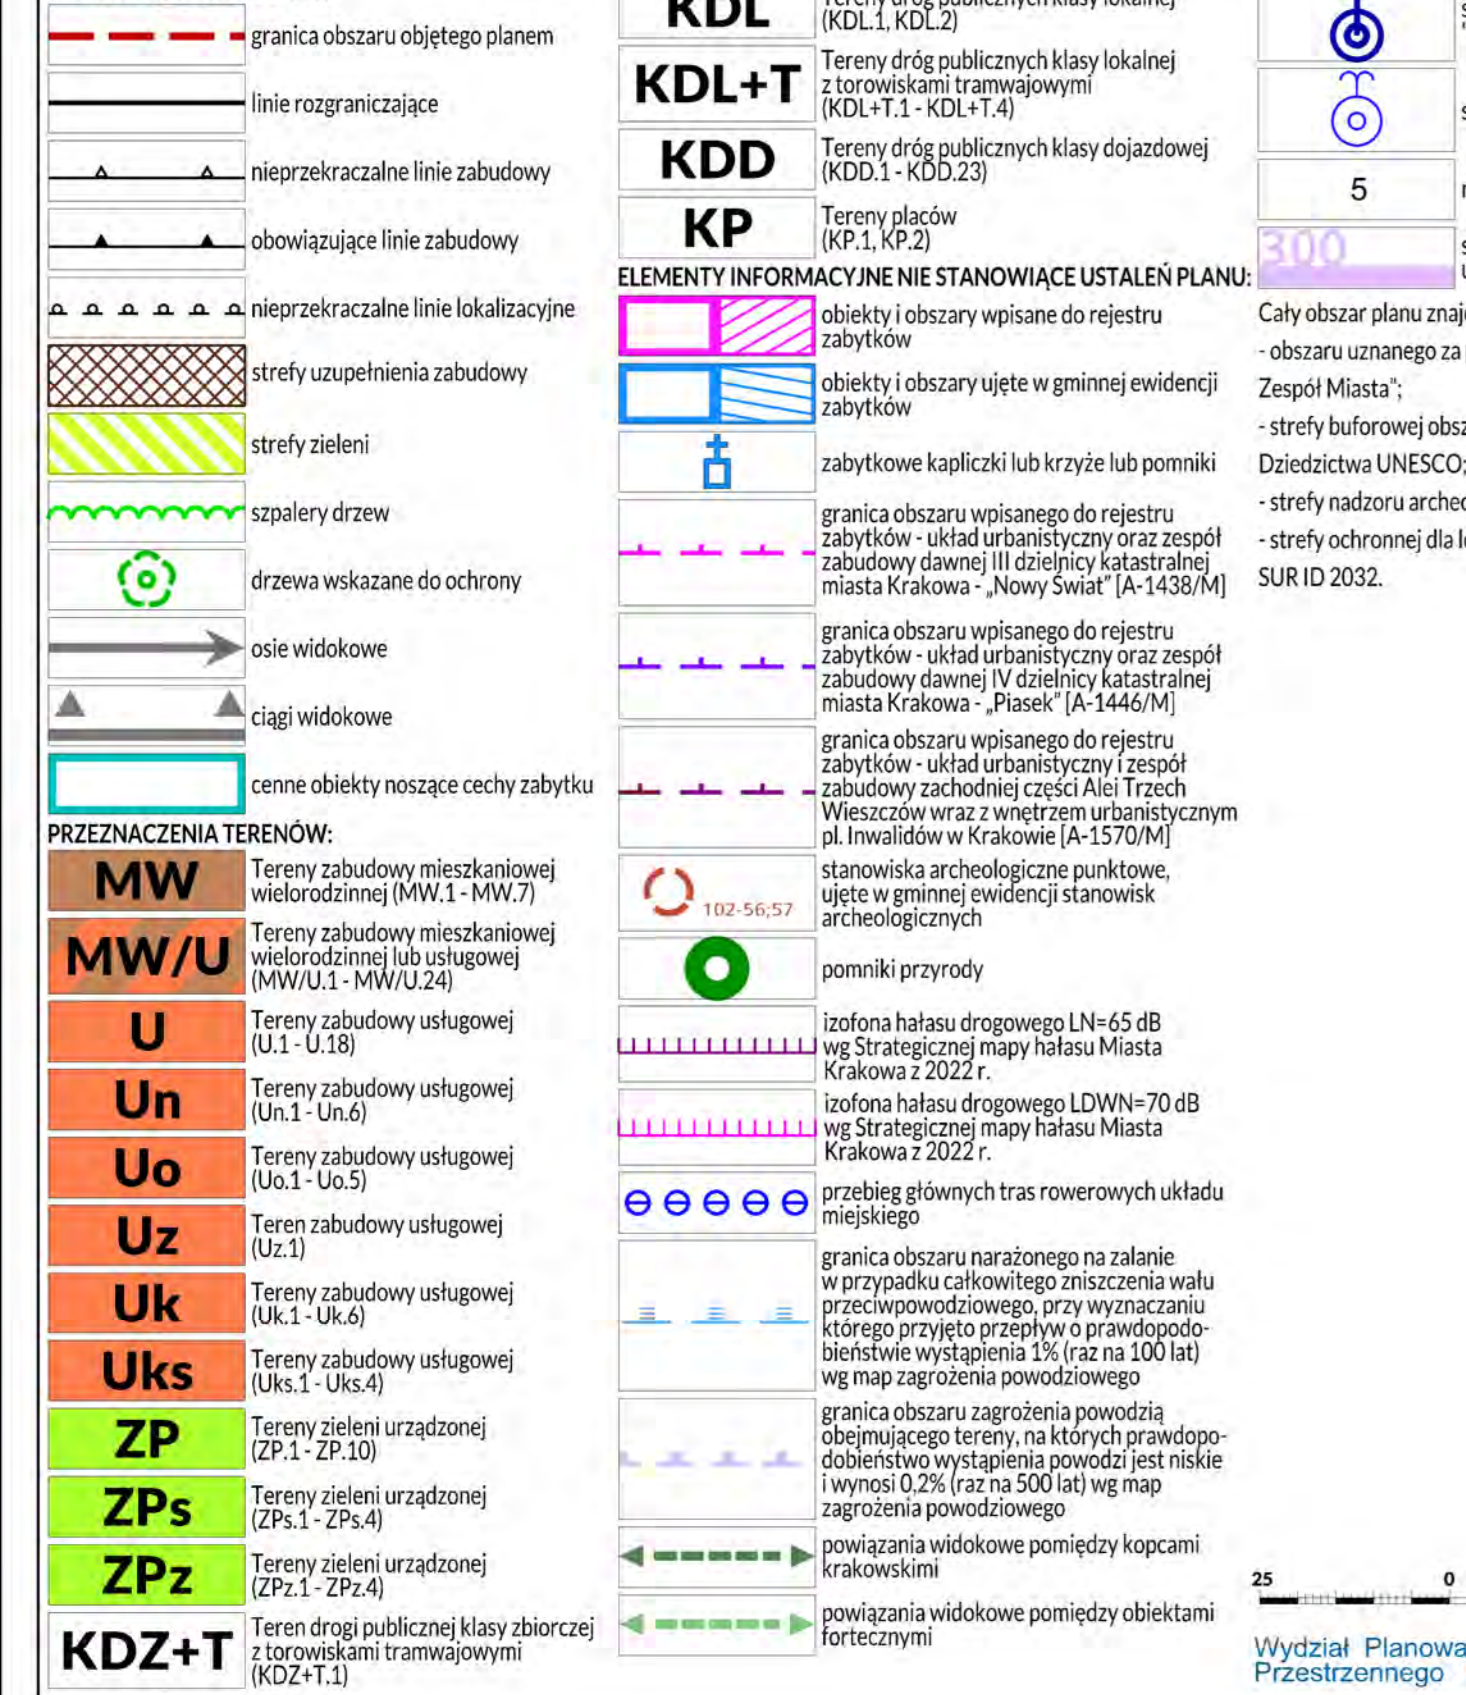 granica obszaru objętego planem
linie rozgraniczające
nieprzekraczalne linie zabudowy
obowiązujące linie zabudowy
nieprzekraczalne linie lokalizacyjne
strefy uzupełnienia zabudowy
strefy zieleni
szpalery drzew
drzewa wskazane do ochrony
osie widokowe
ciągi widokowe
cenne obiekty noszące cechy zabytku
PRZEZNACZENIA TERENÓW:
MW
Tereny zabudowy mieszkaniowej
wielorodzinnej (MW.1 - MW.7)
MW/U
Tereny zabudowy mieszkaniowej
wielorodzinnej lub usługowej
(MW/U.1 - MW/U.24)
U
Tereny zabudowy usługowej
(U.1 - U.18)
Un
Tereny zabudowy usługowej
(Un.1 - Un.6)
Uo
Tereny zabudowy usługowej
(Uo.1 - Uo.5)
Uz
Teren zabudowy usługowej
(Uz.1)
Uk
Tereny zabudowy usługowej
(Uk.1 - Uk.6)
Uks
Tereny zabudowy usługowej
(Uks.1 - Uks.4)
ZP
Tereny zieleni urządzonej
(ZP.1 - ZP.10)
ZPs
Tereny zieleni urządzonej
(ZPs.1 - ZPs.4)
ZPz
Tereny zieleni urządzonej
(ZPz.1 - ZPz.4)
KDZ+T
Teren drogi publicznej klasy zbiorczej
z torowiskami tramwajowymi
(KDZ+T.1)
KDL
Tereny dróg publicznych klasy lokalnej
(KDL.1, KDL.2)
KDL+T
Tereny dróg publicznych klasy lokalnej
z torowiskami tramwajowymi
(KDL+T.1 - KDL+T.4)
KDD
Tereny dróg publicznych klasy dojazdowej
(KDD.1 - KDD.23)
KP
Tereny placów
(KP.1, KP.2)
ELEMENTY INFORMACYJNE NIE STANOWIĄCE USTALEŃ PLANU:
obiekty i obszary wpisane do rejestru
zabytków
obiekty i obszary ujęte w gminnej ewidencji
zabytków
zabytkowe kapliczki lub krzyże lub pomniki
granica obszaru wpisanego do rejestru
zabytków - układ urbanistyczny oraz zespół
zabudowy dawnej III dzielnicy katastralnej
miasta Krakowa - „Nowy Świat" [A-1438/M]
granica obszaru wpisanego do rejestru
zabytków - układ urbanistyczny oraz zespół
zabudowy dawnej IV dzielnicy katastralnej
miasta Krakowa - „Piasek" [A-1446/M]
granica obszaru wpisanego do rejestru
zabytków - układ urbanistyczny i zespół
zabudowy zachodniej części Alei Trzech
Wieszczów wraz z wnętrzem urbanistycznym
pl. Inwalidów w Krakowie [A-1570/M]
102-56;57
stanowiska archeologiczne punktowe,
ujęte w gminnej ewidencji stanowisk
archeologicznych
pomniki przyrody
izofona hałasu drogowego LN=65 dB
wg Strategicznej mapy hałasu Miasta
Krakowa z 2022 r.
izofona hałasu drogowego LDWN=70 dB
wg Strategicznej mapy hałasu Miasta
Krakowa z 2022 r.
przebieg głównych tras rowerowych układu
miejskiego
granica obszaru narażonego na zalanie
w przypadku całkowitego zniszczenia wału
przeciwpowodziowego, przy wyznaczaniu
którego przyjęto przepływ o prawdopodo-
bieństwie wystąpienia 1% (raz na 100 lat)
wg map zagrożenia powodziowego
granica obszaru zagrożenia powodzią
obejmującego tereny, na których prawdopo-
dobieństwo wystąpienia powodzi jest niskie
i wynosi 0,2% (raz na 500 lat) wg map
zagrożenia powodziowego
powiązania widokowe pomiędzy kopcami
krakowskimi
powiązania widokowe pomiędzy obiektami
fortecznymi
5
300
Cały obszar planu znaj
- obszaru uznanego za
Zespół Miasta";
- strefy buforowej obsz
Dziedzictwa UNESCO;
- strefy nadzoru arche
- strefy ochronnej dla
SUR ID 2032.
25 0
Wydział Planowa
Przestrzennego